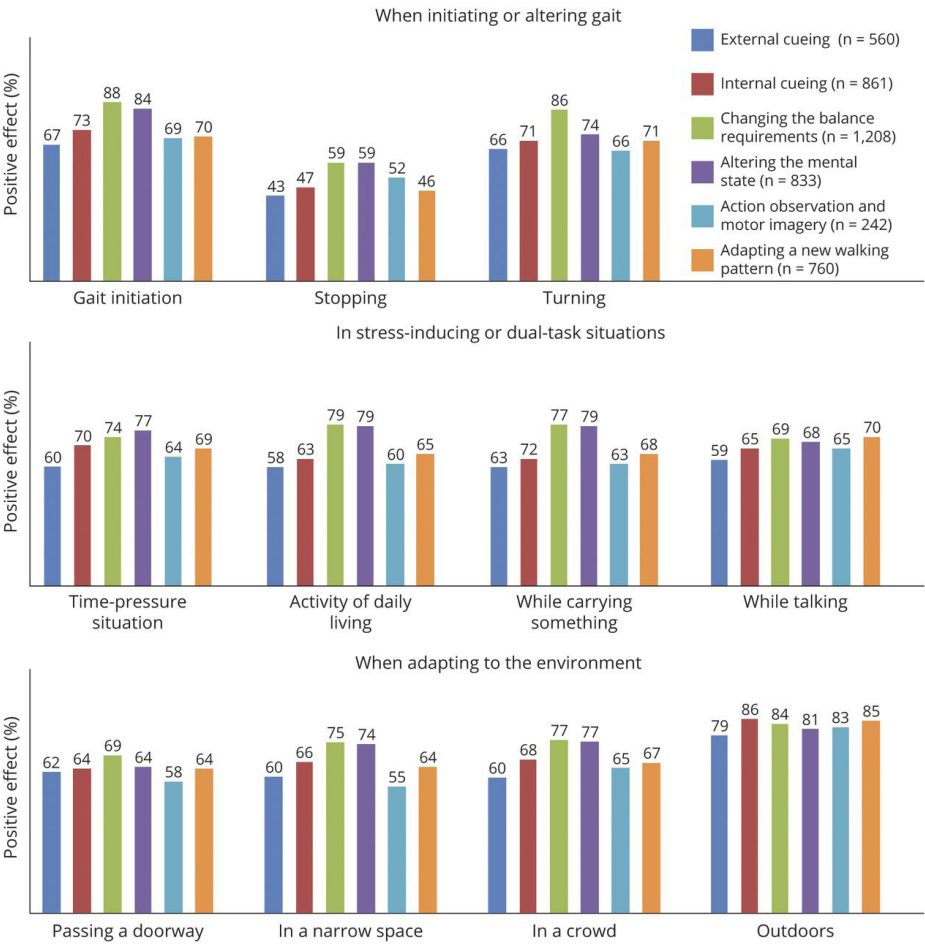 When initiating or altering gait
Positive effect (%)
67 73 88 84 69 70
43 47 59 59 52 46
66 71 86 74 66 71
Gait initiation
Stopping
Turning
External cueing (n = 560)
Internal cueing (n = 861)
Changing the balance
requirements (n = 1,208)
Altering the mental
state (n = 833)
Action observation and
motor imagery (n = 242)
Adapting a new walking
pattern (n = 760)
In stress-inducing or dual-task situations
Positive effect (%)
60 70 74 77 64 69
58 63 79 79 60 65
63 72 77 79 63 68
59 65 69 68 65 70
Time-pressure
situation
Activity of daily
living
While carrying
something
While talking
When adapting to the environment
Positive effect (%)
62 64 69 64 58 64
60 66 75 74 55 64
60 68 77 77 65 67
79 86 84 81 83 85
Passing a doorway
In a narrow space
In a crowd
Outdoors